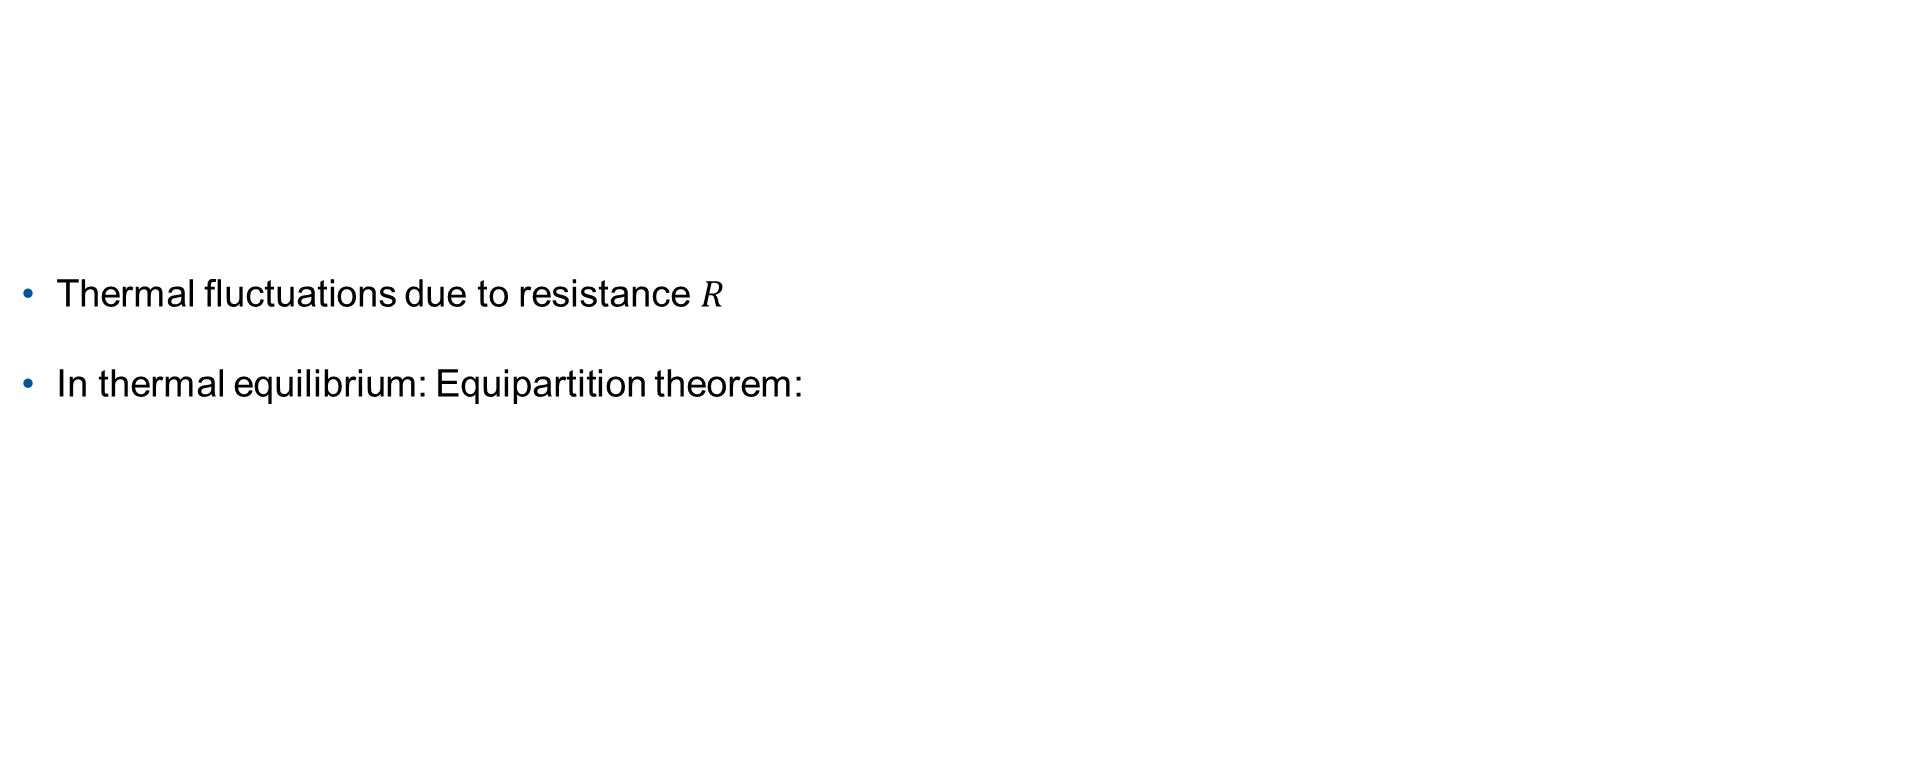 • Thermal fluctuations due to resistance R
• In thermal equilibrium: Equipartition theorem: